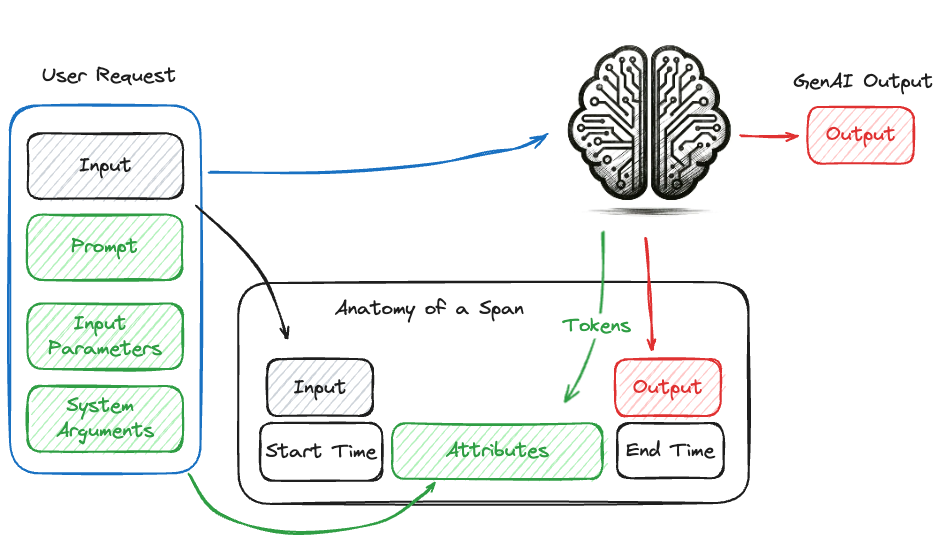 User Request
GenAI Output
Input
Output
Prompt
Input
Parameters
System
Arguments
Anatomy of a Span
Tokens
Input
Output
Start Time
Attributes
End Time